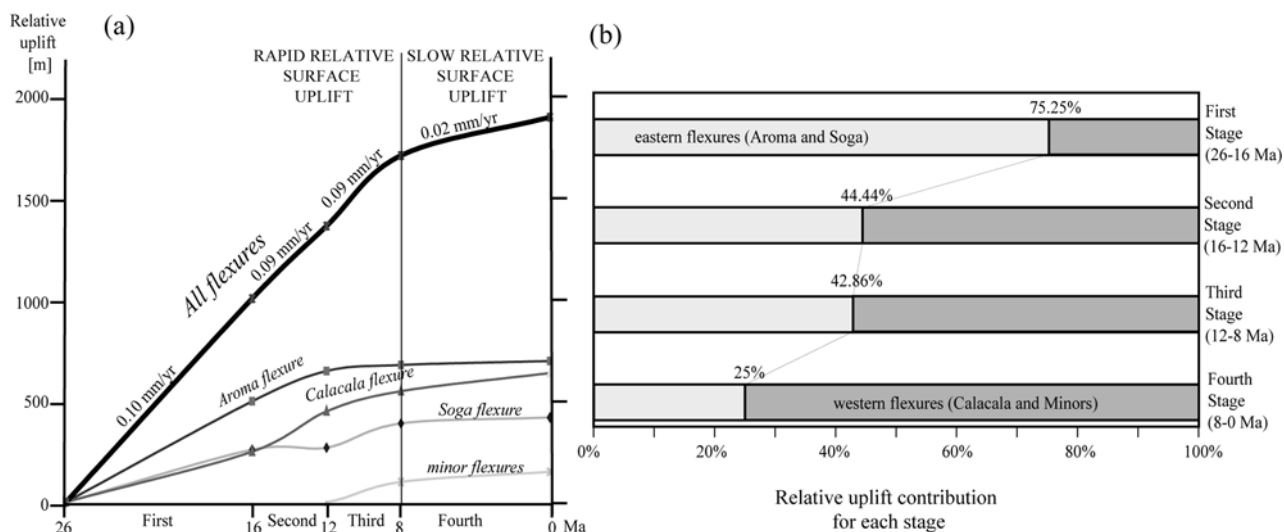 Relative
uplift
[m]
(a)
RAPID RELATIVE
SURFACE
UPLIFT
SLOW RELATIVE
SURFACE
UPLIFT
2000
1500
1000
500
0
0.10 mm/yr
0.09 mm/yr
0.09 mm/yr
0.02 mm/yr
All flexures
Aroma flexure
Calacala flexure
Soga flexure
minor flexures
26
First
16
Second
12
Third
8
Fourth
0 Ma
(b)
75.25%
eastern flexures (Aroma and Soga)
First
Stage
(26-16 Ma)
44.44%
Second
Stage
(16-12 Ma)
42.86%
Third
Stage
(12-8 Ma)
25%
western flexures (Calacala and Minors)
Fourth
Stage
(8-0 Ma)
0%
20%
40%
60%
80%
100%
Relative uplift contribution
for each stage